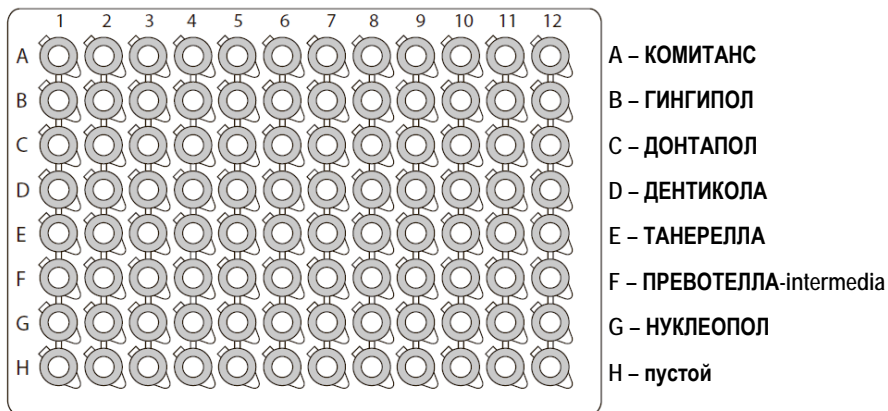 1 2 3 4 5 6 7 8 9 10 11 12
A A – КОМИТАНС
B B – ГИНГИПОЛ
C C – ДОНТАПОЛ
D D – ДЕНТИКОЛА
E E – ТАНЕРЕЛЛА
F F – ПРЕВОТЕЛЛА-intermedia
G G – НУКЛЕОПОЛ
H H – пустой